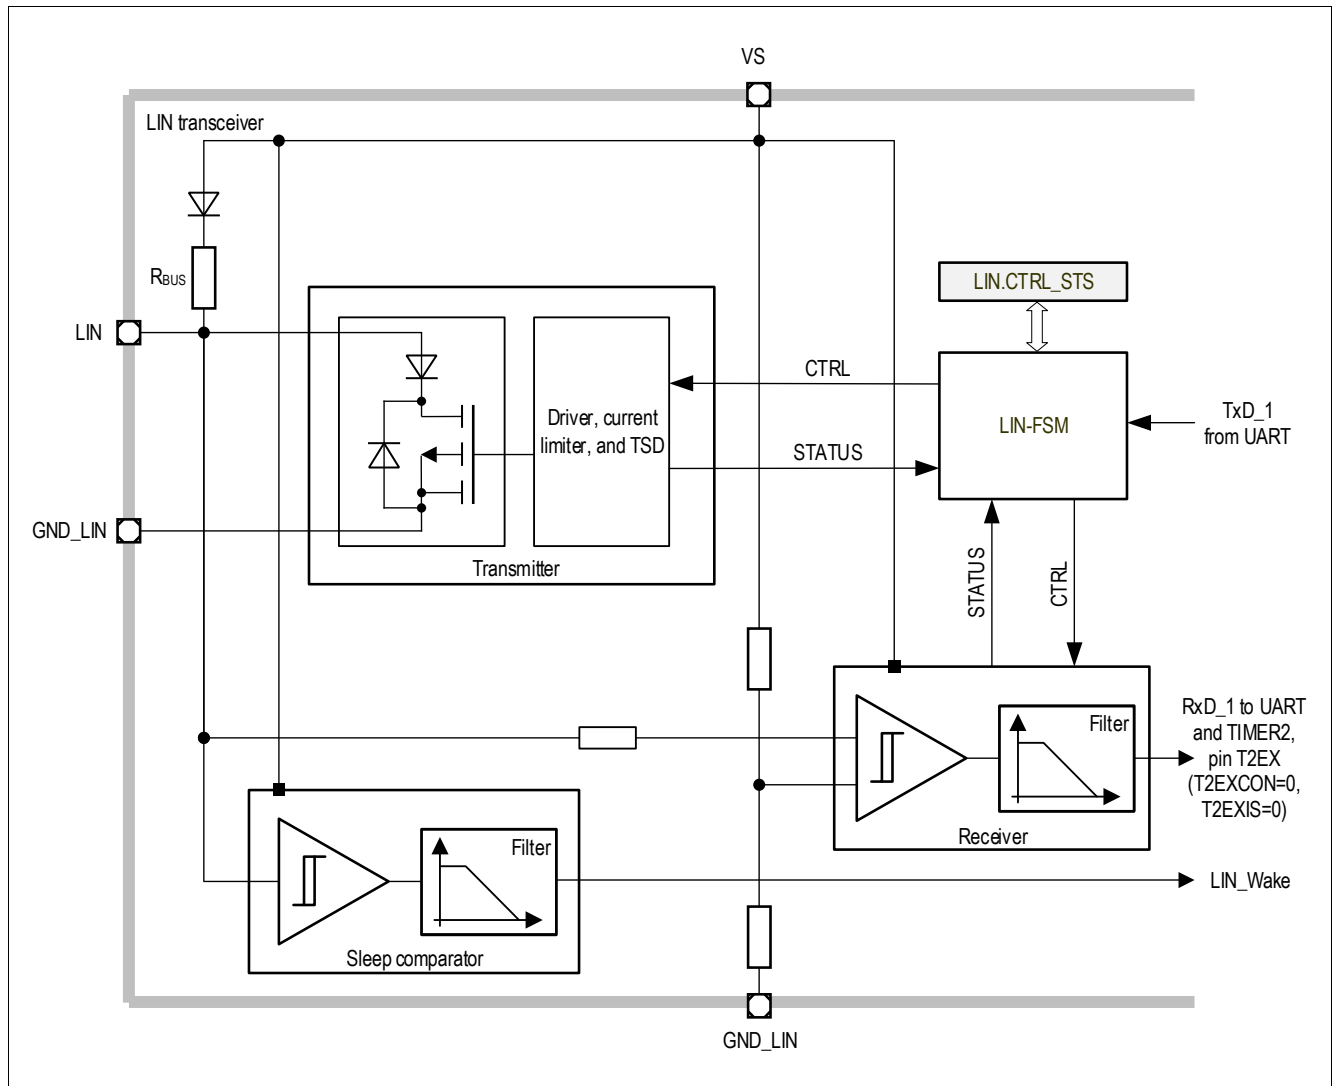 VS
LIN transceiver
RBUS
LIN
LIN.CTRL_STS
CTRL
Driver, current
limiter, and TSD
LIN-FSM
TxD_1
from UART
STATUS
GND_LIN
Transmitter
STATUS
CTRL
Filter
RxD_1 to UART
and TIMER2,
pin T2EX
(T2EXCON=0,
T2EXIS=0)
Receiver
Filter
LIN_Wake
Sleep comparator
GND_LIN